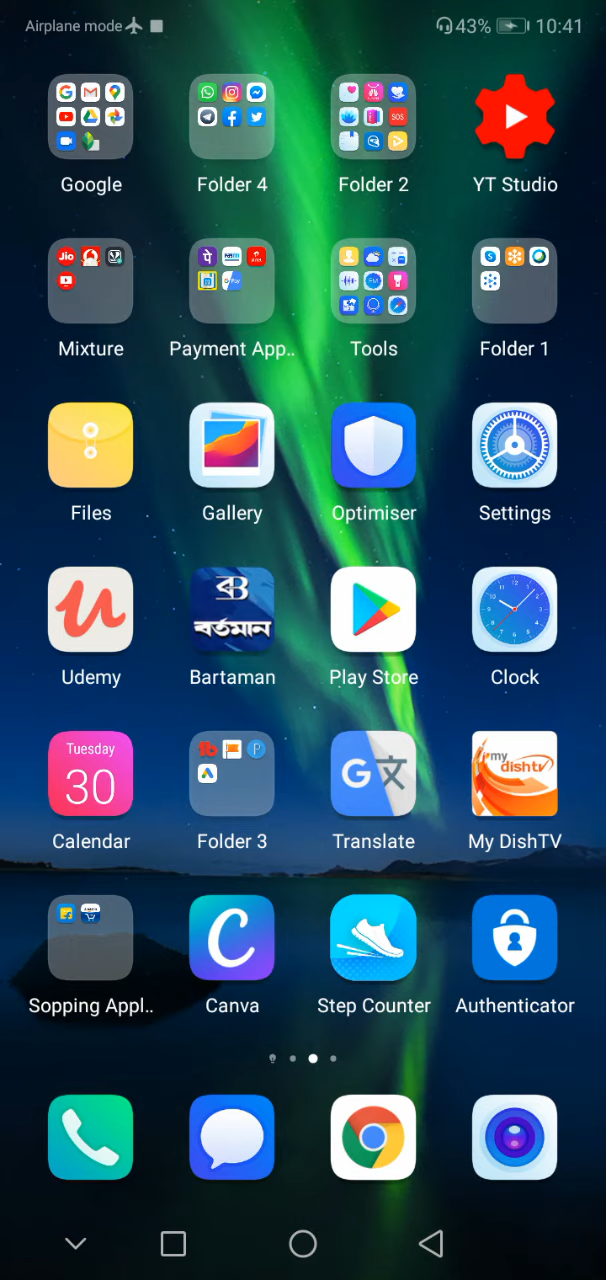 Airplane mode 43% 10:41
Google Folder 4 Folder 2 YT Studio
Mixture Payment App.. Tools Folder 1
Files Gallery Optimiser Settings
বর্তমান
Udemy Bartaman Play Store Clock
Tuesday
30
my
dishtv
Calendar Folder 3 Translate My DishTV
Sopping Appl.. Canva Step Counter Authenticator